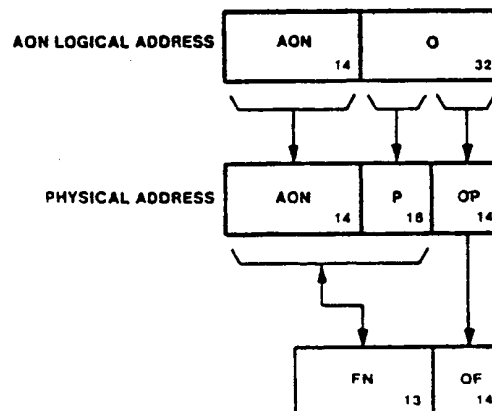 AON LOGICAL ADDRESS
AON
14
O
32
PHYSICAL ADDRESS
AON
14
P
18
OP
14
FN
13
OF
14